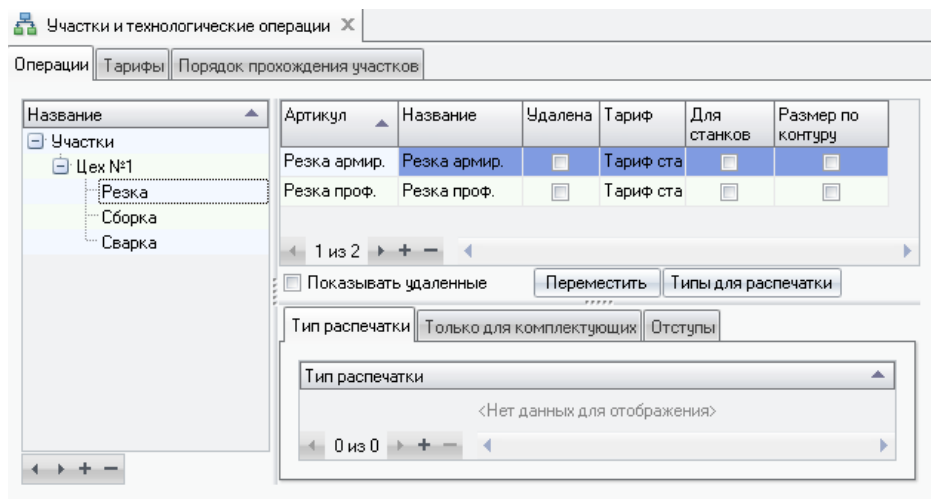 Участки и технологические операции
Операции Тарифы Порядок прохождения участков
Название
Участки
Цех №1
Резка
Сборка
Сварка
Артикул Название Удалена Тариф Для станков Размер по контуру
Резка армир. Резка армир. Тариф ста
Резка проф. Резка проф. Тариф ста
1 из 2
Показывать удаленные Переместить Типы для распечатки
Тип распечатки Только для комплектующих Отступы
Тип распечатки
<Нет данных для отображения>
0 из 0